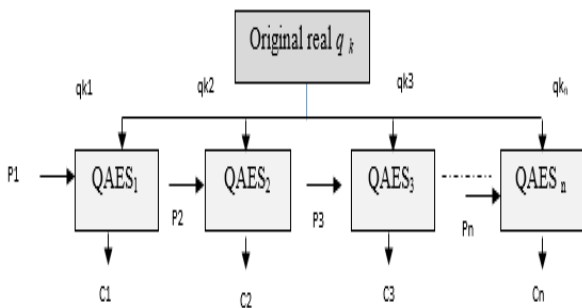 Original real q k
qk1 qk2 qk3 qkn
P1 QAES1 P2 QAES2 P3 QAES3 Pn QAES n
C1 C2 C3 Cn